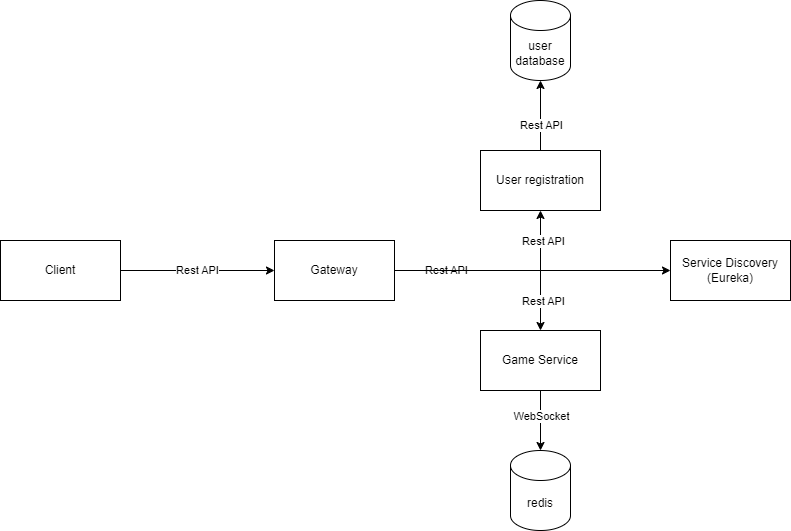 user
database
Rest API
User registration
Rest API
Client
Rest API
Gateway
Rest API
Service Discovery
(Eureka)
Rest API
Game Service
WebSocket
redis